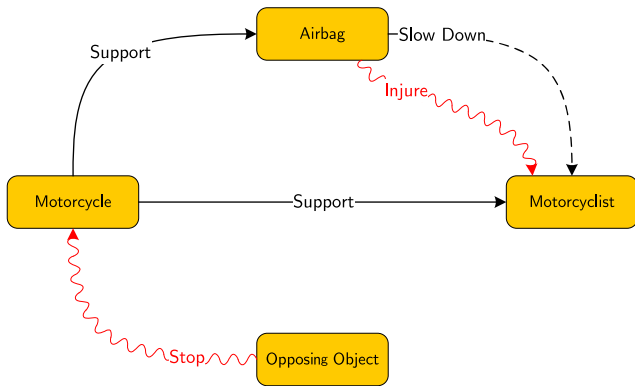 Airbag
Slow Down
Support
Injure
Motorcycle
Support
Motorcyclist
Stop
Opposing Object